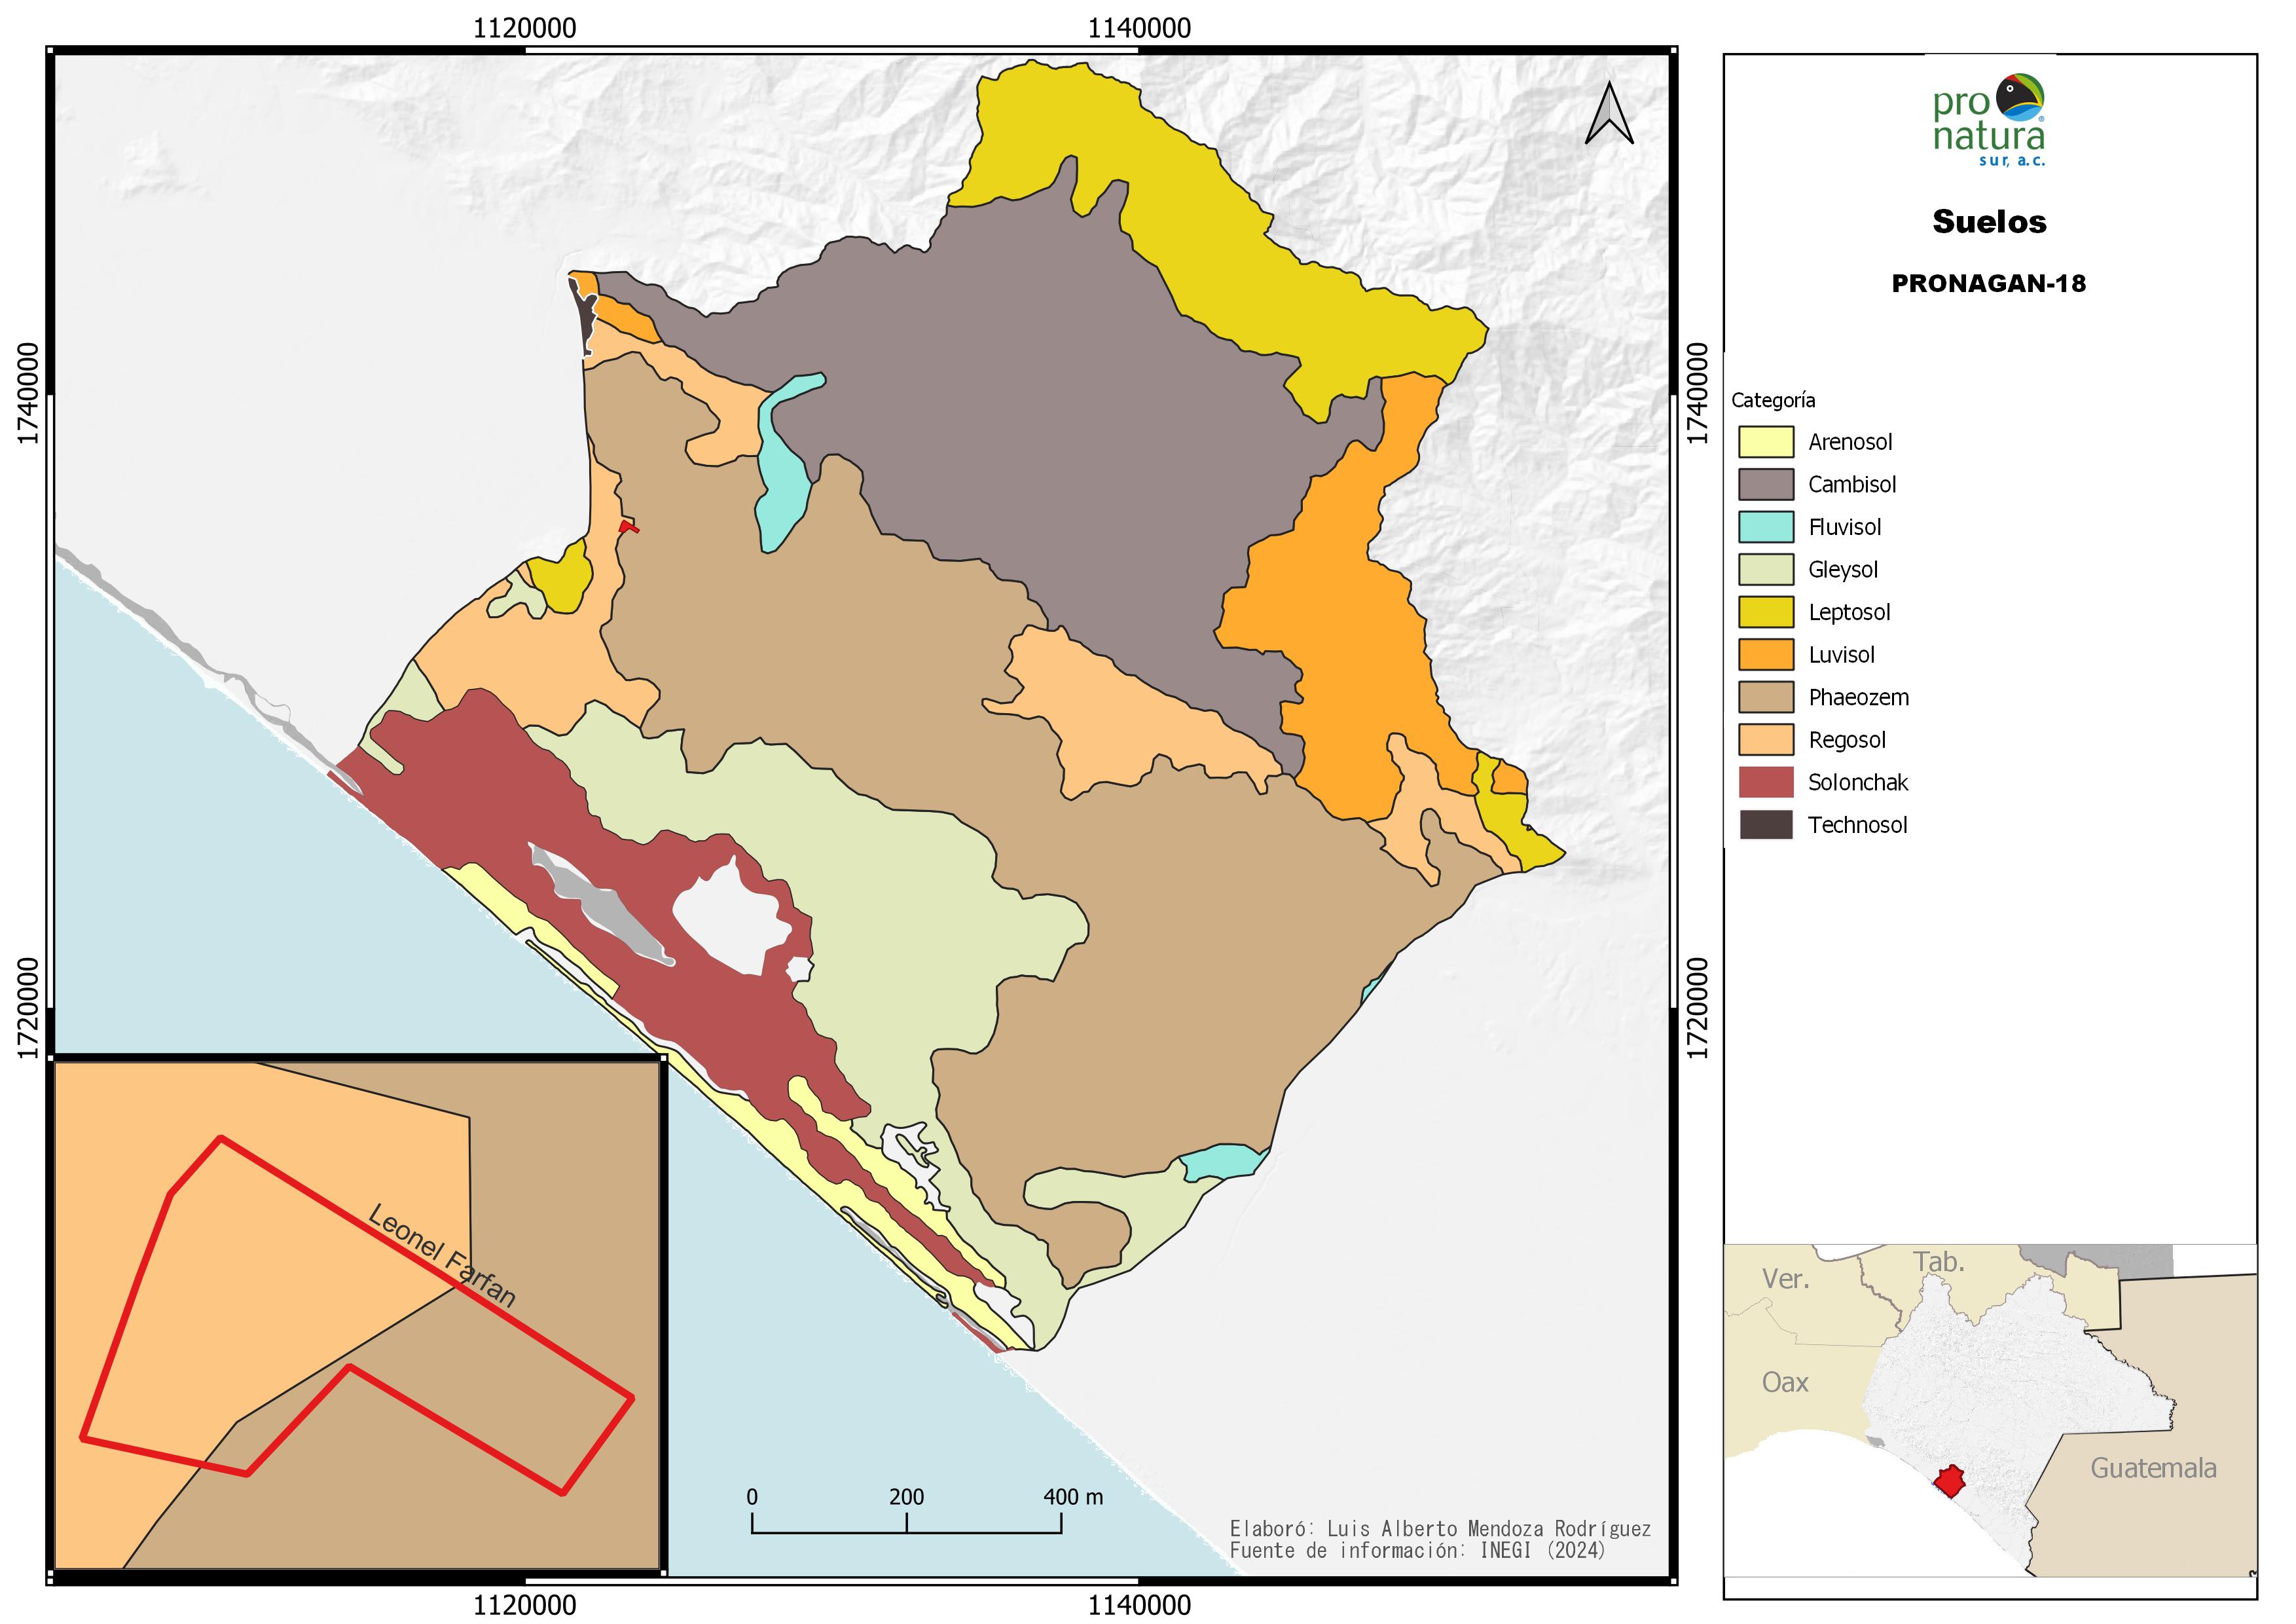 1120000
1140000
1740000
1740000
1720000
1720000
1120000
1140000
Leonel Farfan
0
200
400 m
Elaboró: Luis Alberto Mendoza Rodríguez
Fuente de información: INEGI (2024)
pro
natura
sur, a.c.
Suelos
PRONAGAN-18
Categoría
Arenosol
Cambisol
Fluvisol
Gleysol
Leptosol
Luvisol
Phaeozem
Regosol
Solonchak
Technosol
Ver.
Tab.
Oax
Guatemala